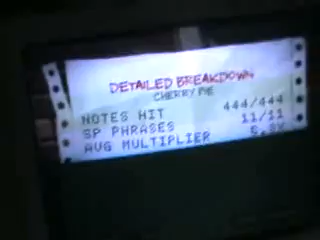 DETAILED BREAKDOWN
CHERRY PIE
NOTES HIT 444/444
SP PHRASES 11/11
AVG MULTIPLIER